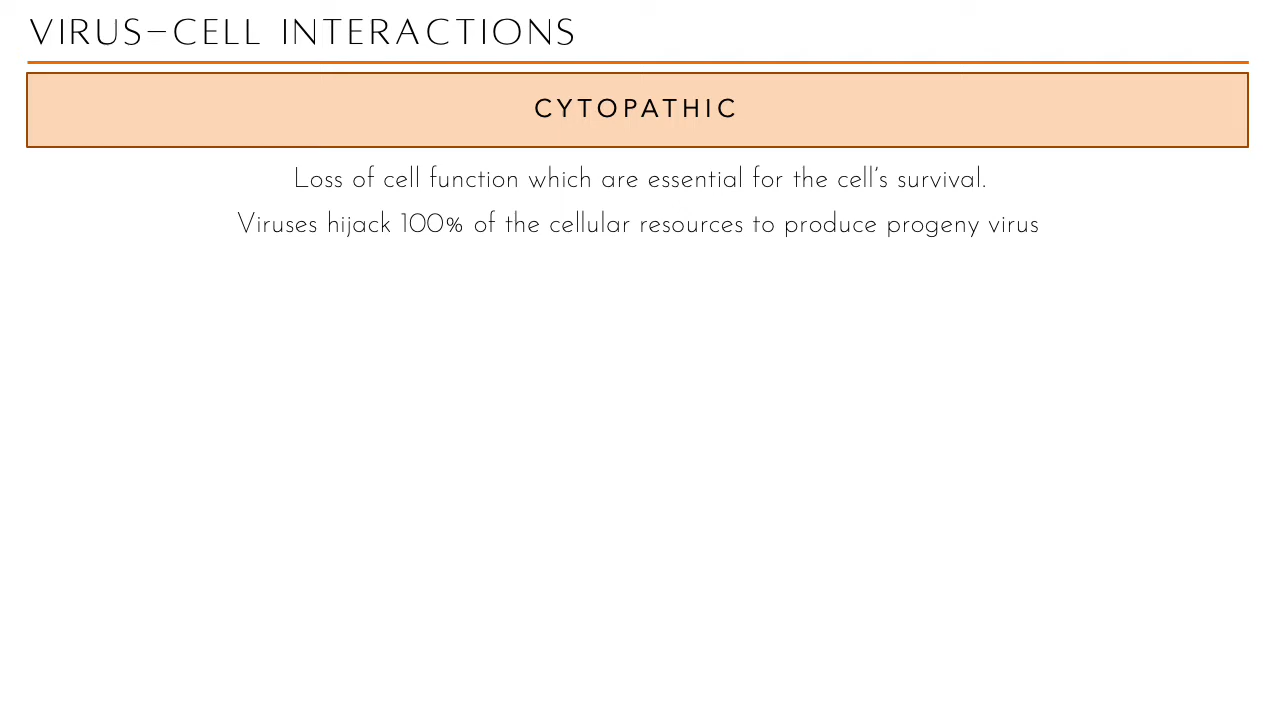 VIRUS–CELL INTERACTIONS
CYTOPATHIC
Loss of cell function which are essential for the cell’s survival.
Viruses hijack 100% of the cellular resources to produce progeny virus